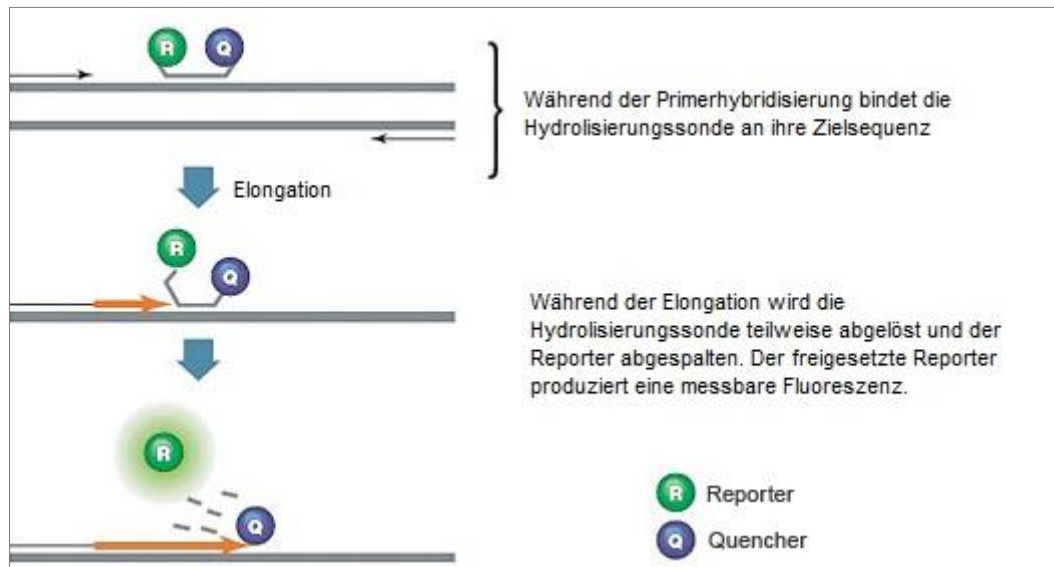 R Q
Während der Primerhybridisierung bindet die
Hydrolisierungssonde an ihre Zielsequenz
Elongation
R
Q
Während der Elongation wird die
Hydrolisierungssonde teilweise abgelöst und der
Reporter abgespalten. Der freigesetzte Reporter
produziert eine messbare Fluoreszenz.
R
Q
R Reporter
Q Quencher